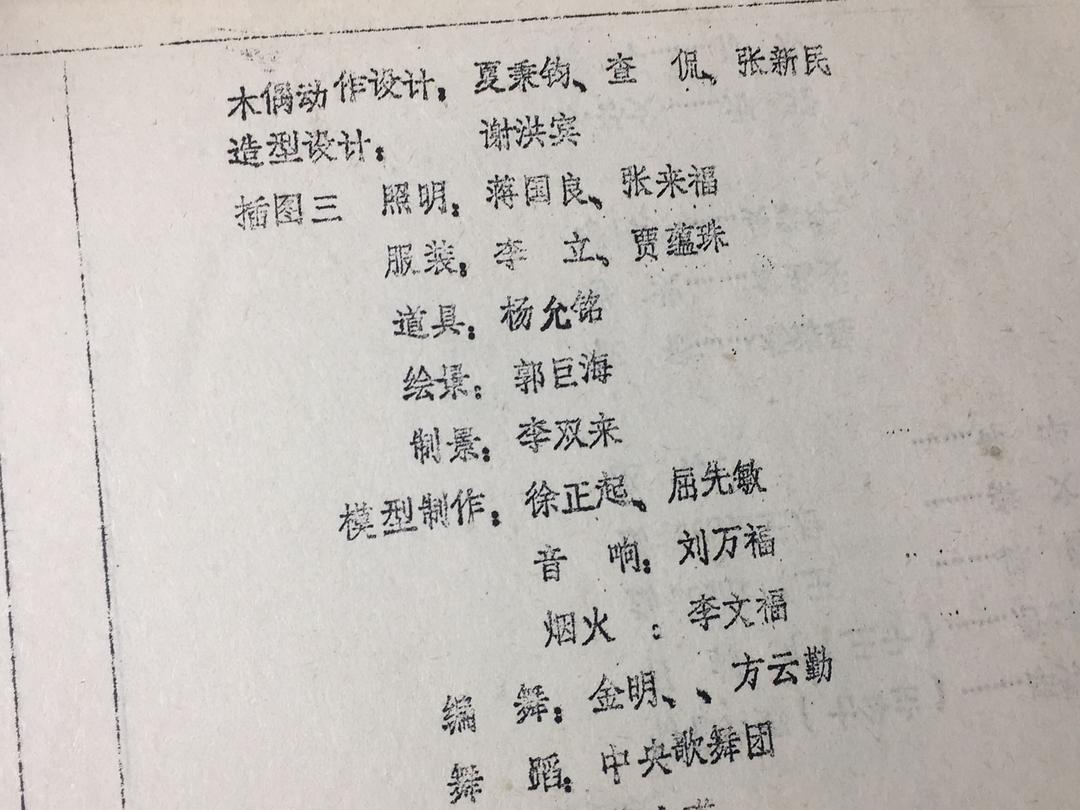 木偶动作设计：夏秉钧、查　侃、张新民
造型设计：　　谢洪宾
插图三　照明：蒋国良、张来福
服装：李　立、贾蕴珠
道具：杨允铭
绘景：郭巨海
制景：李双来
模型制作：徐正起、屈先敏
音　响：刘万福
烟火　：李文福
编　舞：金明、、方云勤
舞　蹈：中央歌舞团